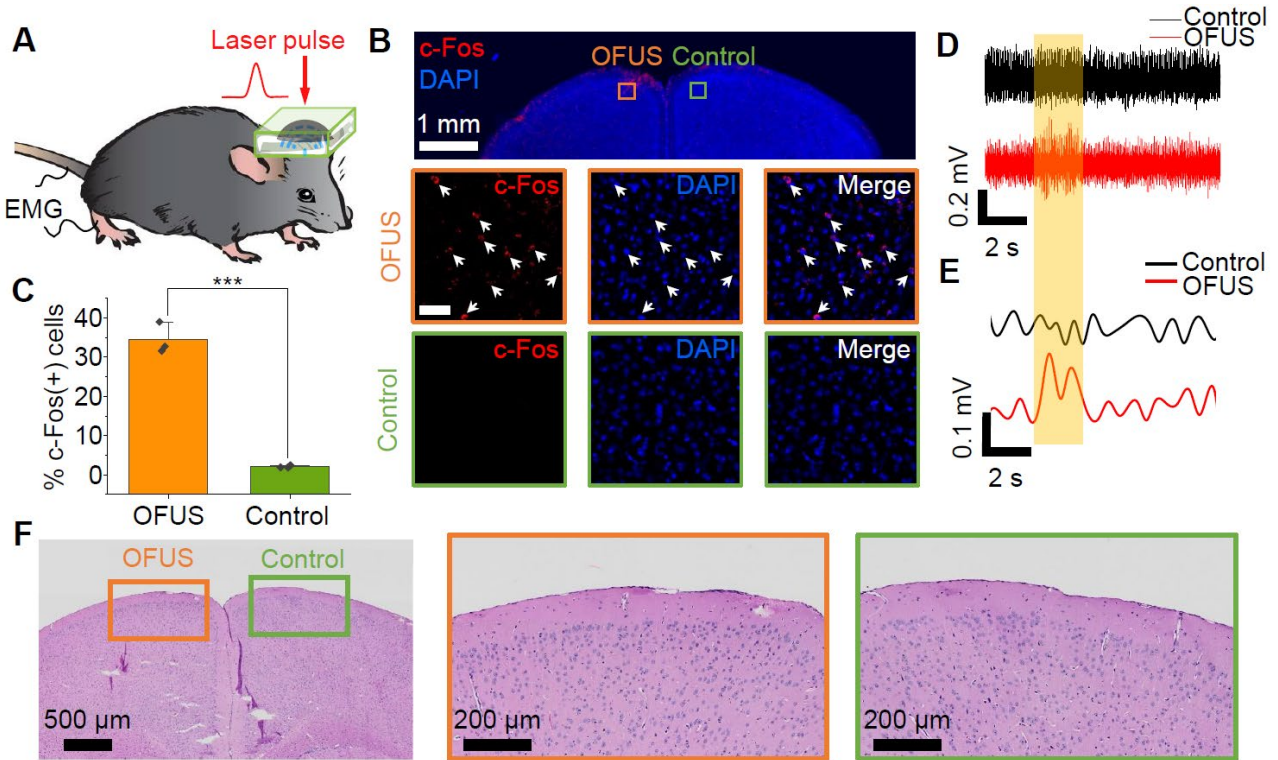 A
Laser pulse
EMG
B
c-Fos
DAPI
OFUS
Control
1 mm
c-Fos
DAPI
Merge
OFUS
c-Fos
DAPI
Merge
Control
C
***
% c-Fos(+) cells
40
30
20
10
0
OFUS
Control
D
Control
OFUS
0.2 mV
2 s
E
Control
OFUS
0.1 mV
2 s
F
OFUS
Control
500 µm
200 µm
200 µm